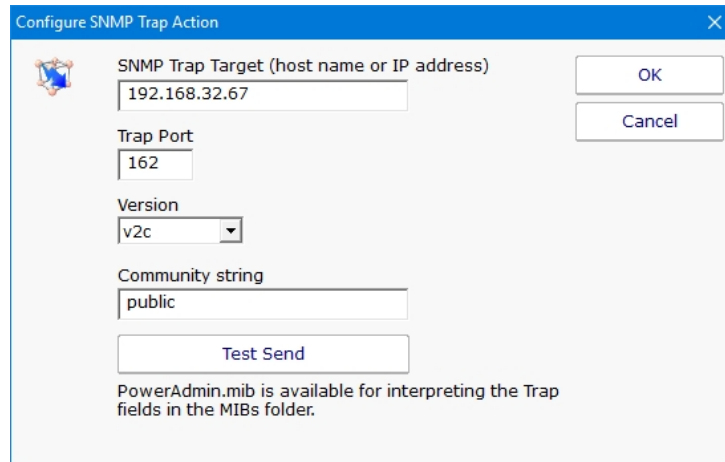 Configure SNMP Trap Action
SNMP Trap Target (host name or IP address)
192.168.32.67
OK
Cancel
Trap Port
162
Version
v2c
Community string
public
Test Send
PowerAdmin.mib is available for interpreting the Trap
fields in the MIBs folder.